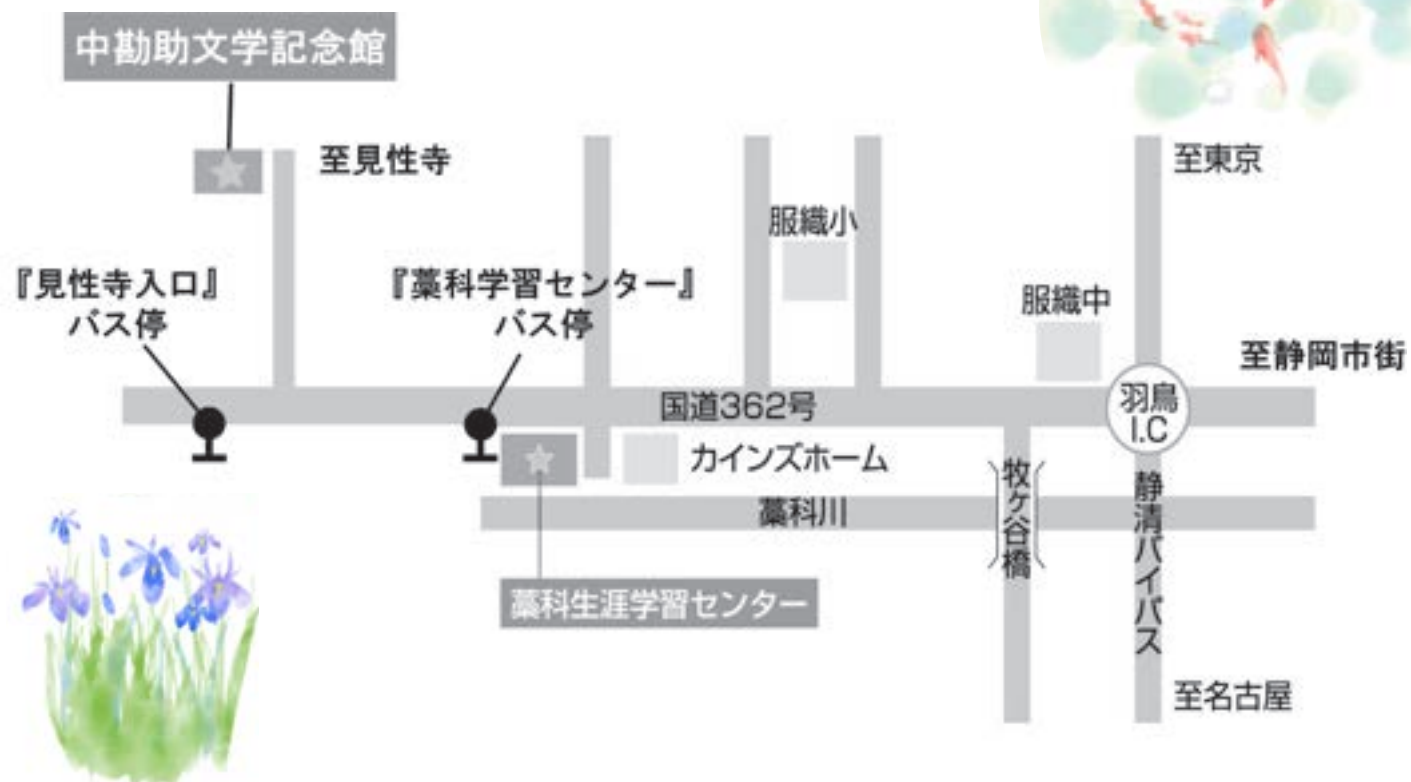 中勘助文学記念館
至見性寺
至東京
服織小
『見性寺入口』
バス停
『藁科学習センター』
バス停
服織中
至静岡市街
国道362号
羽鳥
I.C
カインズホーム
藁科川
牧ヶ谷橋
静清バイパス
藁科生涯学習センター
至名古屋